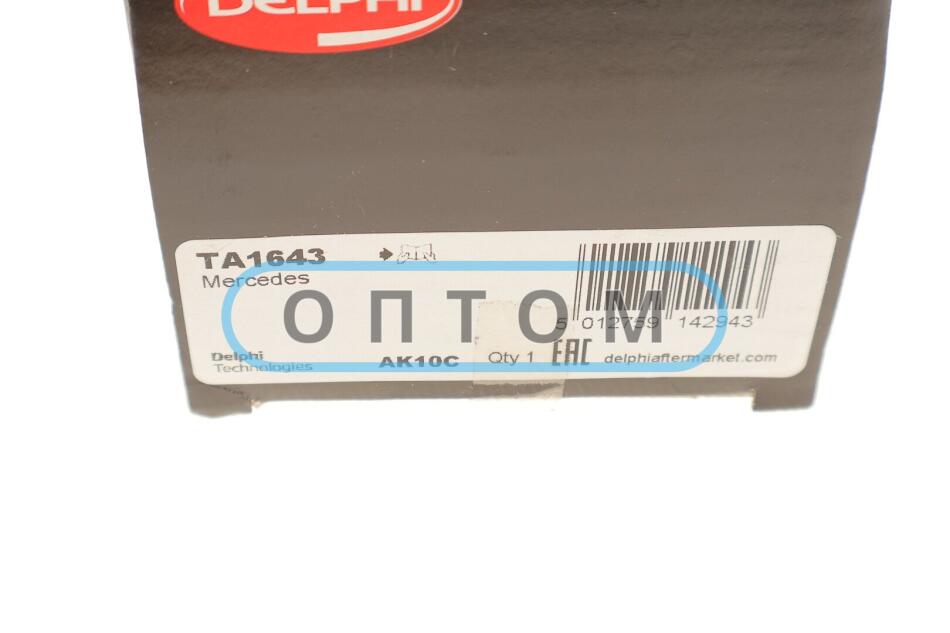 DELPHI
TA1643
Mercedes
ОПТОМ
5 012759 142943
Delphi
Technologies
AK10C
Qty 1
EAC
delphiaftermarket.com